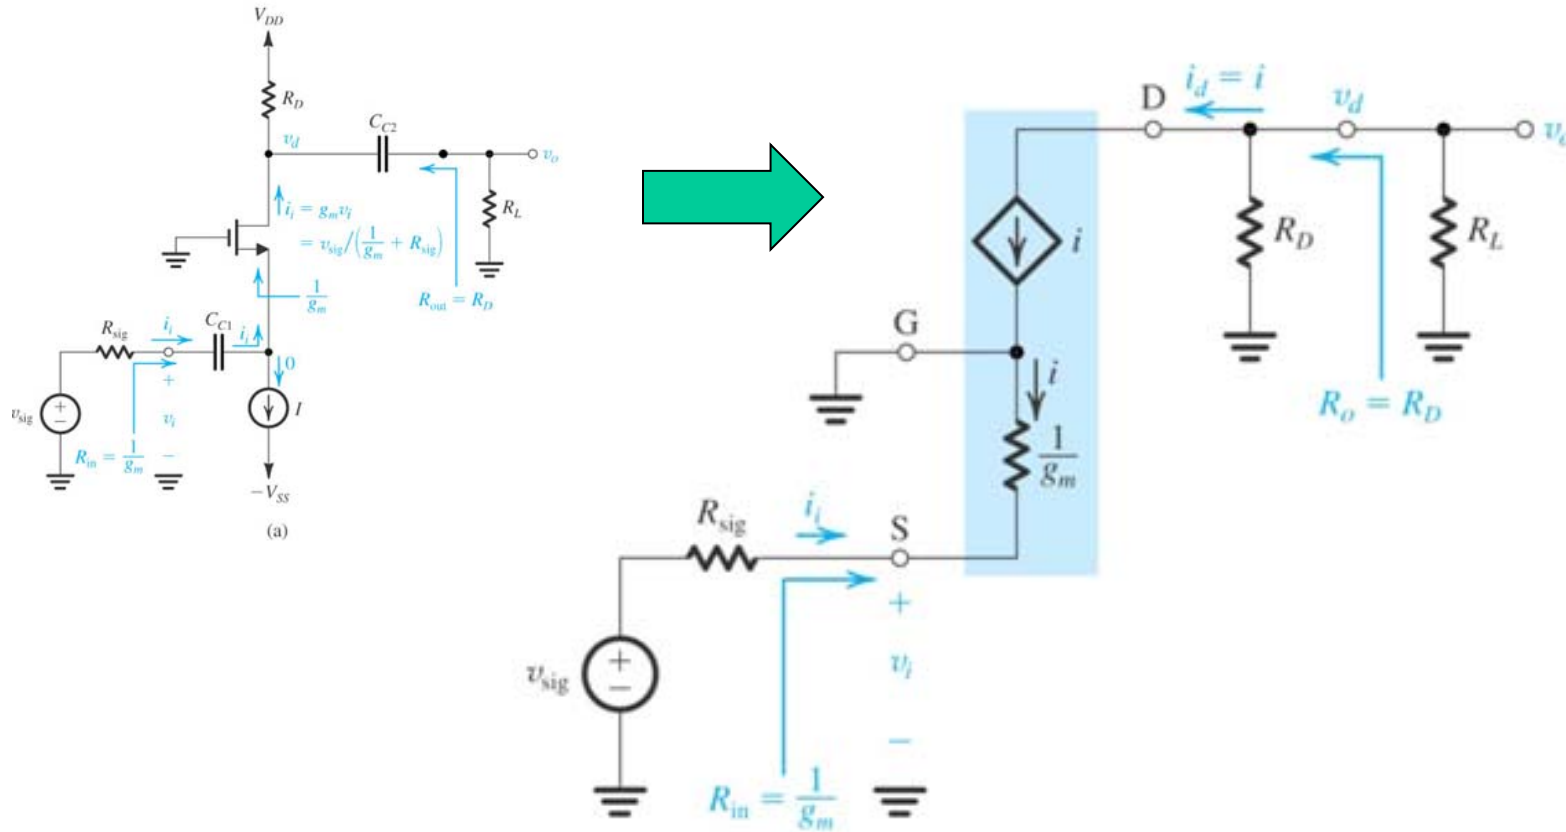 V_DD
R_D
C_C2
v_d
v_o
i_i = g_m v_i
= v_sig/(1/g_m + R_sig)
R_L
1/g_m
R_out = R_D
R_sig
i_i
C_C1
i_i
0
+
v_sig
+
−
v_i
I
R_in = 1/g_m
−
−V_SS
(a)
i_d = i
D
v_d
i
R_D
R_L
G
i
R_o = R_D
1/g_m
R_sig
i_i
S
+
v_sig
+
−
v_i
−
R_in = 1/g_m